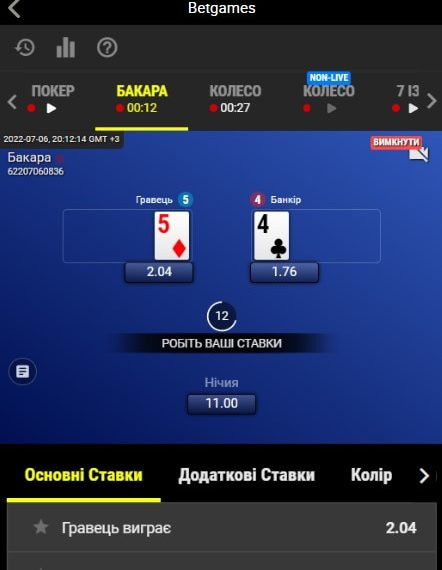 Betgames
NON-LIVE
ПОКЕР БАКАРА КОЛЕСО КОЛЕСО 7 ІЗ
00:12 00:27
2022-07-06, 20:12:14 GMT +3
ВИМКНУТИ
Бакара
62207060836
Гравець 5 4 Банкір
5 4
2.04 1.76
12
РОБІТЬ ВАШІ СТАВКИ
Нічия
11.00
Основні Ставки Додаткові Ставки Колір
Гравець виграє 2.04